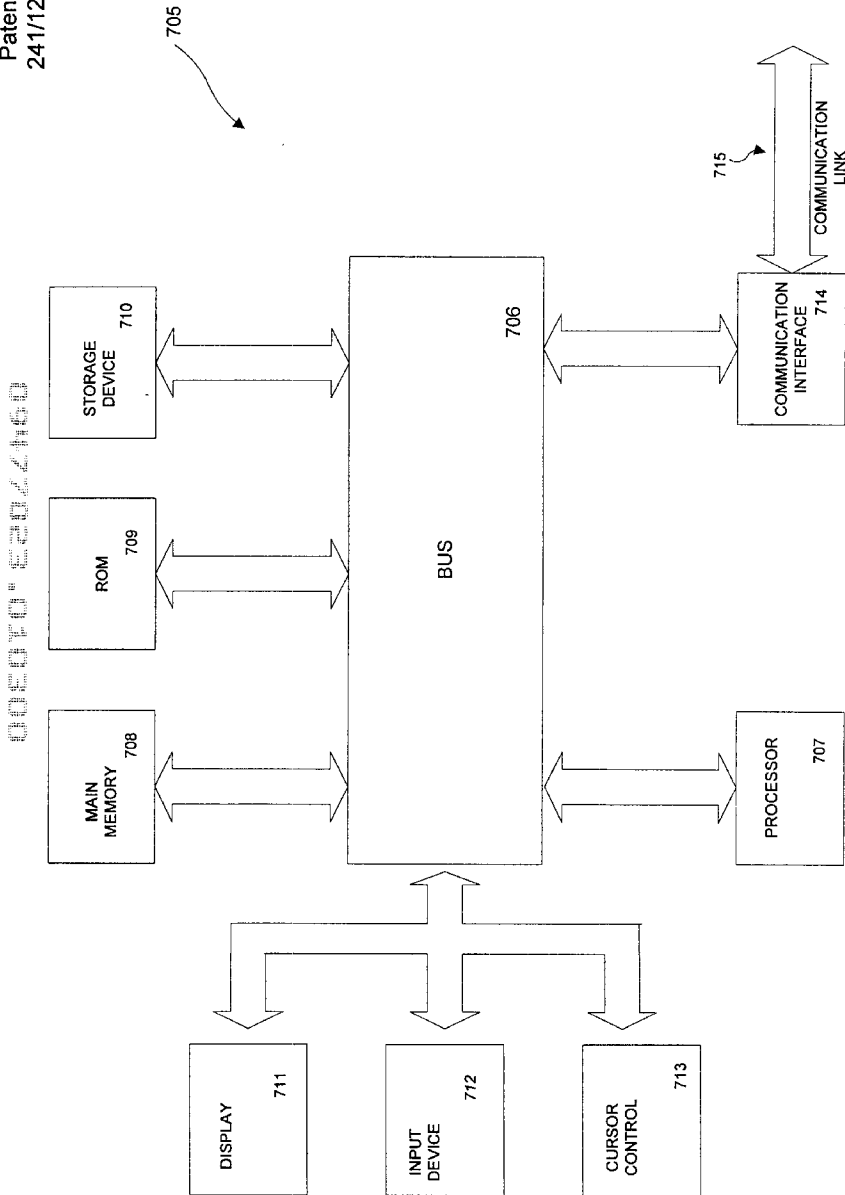 Paten
241/12
705
STORAGE
DEVICE
710
ROM
709
MAIN
MEMORY
708
BUS
706
DISPLAY
711
INPUT
DEVICE
712
CURSOR
CONTROL
713
PROCESSOR
707
COMMUNICATION
INTERFACE
714
715
COMMUNICATION
LINK